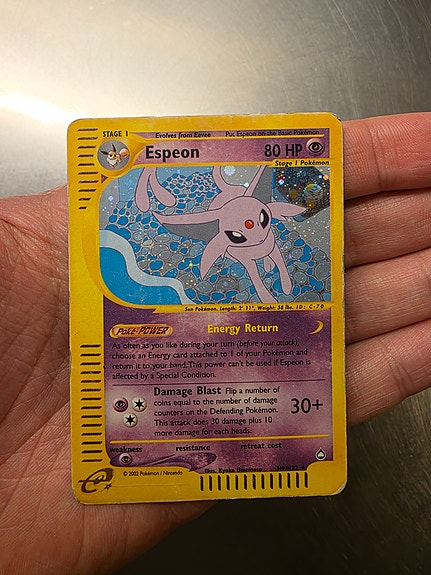 STAGE 1 Evolves from Eevee Put Espeon on the Basic Pokémon
Espeon 80 HP
Stage 1 Pokémon
Sun Pokémon. Length: 2' 11", Weight: 58 lbs. ID: C-70
POKé-POWER Energy Return
As often as you like during your turn (before your attack),
choose an Energy card attached to 1 of your Pokémon and
return it to your hand. This power can't be used if Espeon is
affected by a Special Condition.
Damage Blast Flip a number of
coins equal to the number of damage
counters on the Defending Pokémon.
This attack does 30 damage plus 10
more damage for each heads.
30+
weakness resistance retreat cost
e
© 2002 Pokémon / Nintendo Illus. Kyoko Umemoto